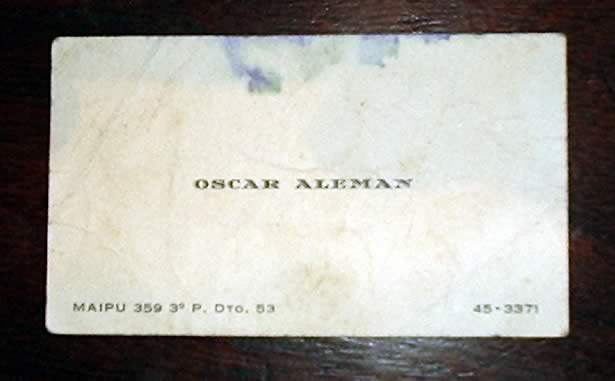 OSCAR ALEMAN
MAIPU 359 3º P. DTO. 53 45-3371